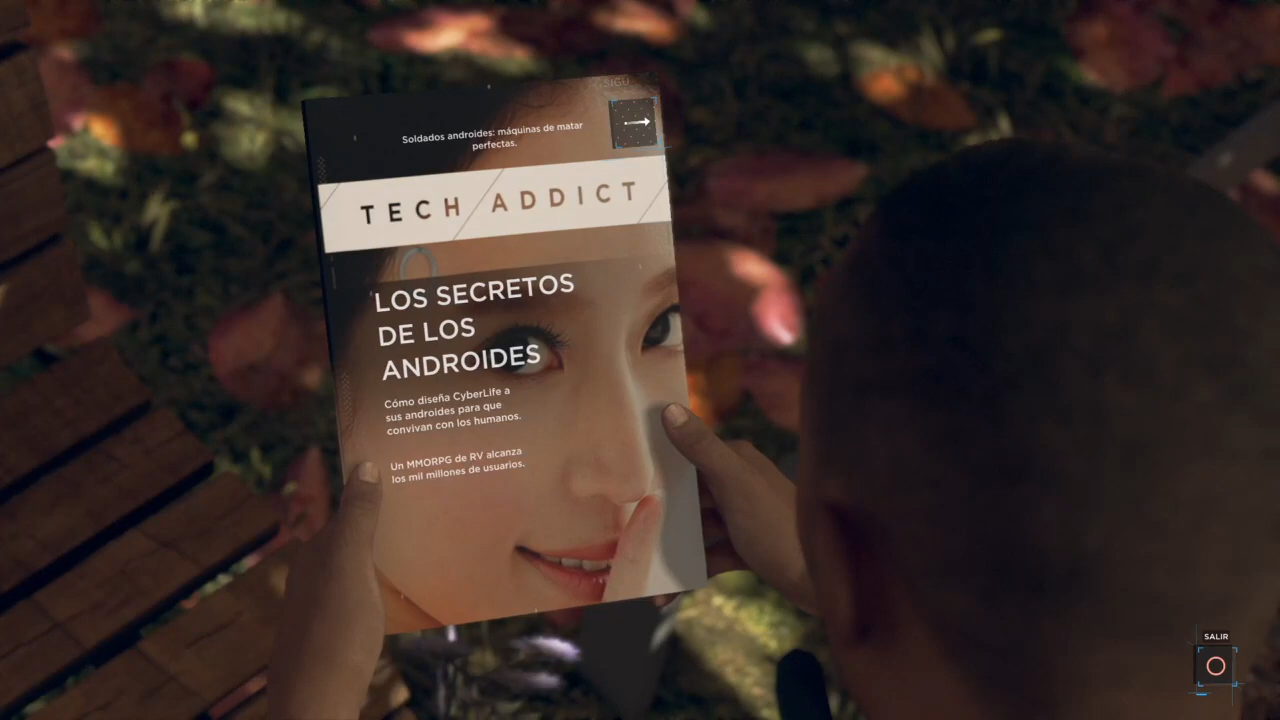 Soldados androides: máquinas de matar
perfectas.
TECH ADDICT
LOS SECRETOS
DE LOS
ANDROIDES
Cómo diseña CyberLife a
sus androides para que
convivan con los humanos.
Un MMORPG de RV alcanza
los mil millones de usuarios.
SALIR